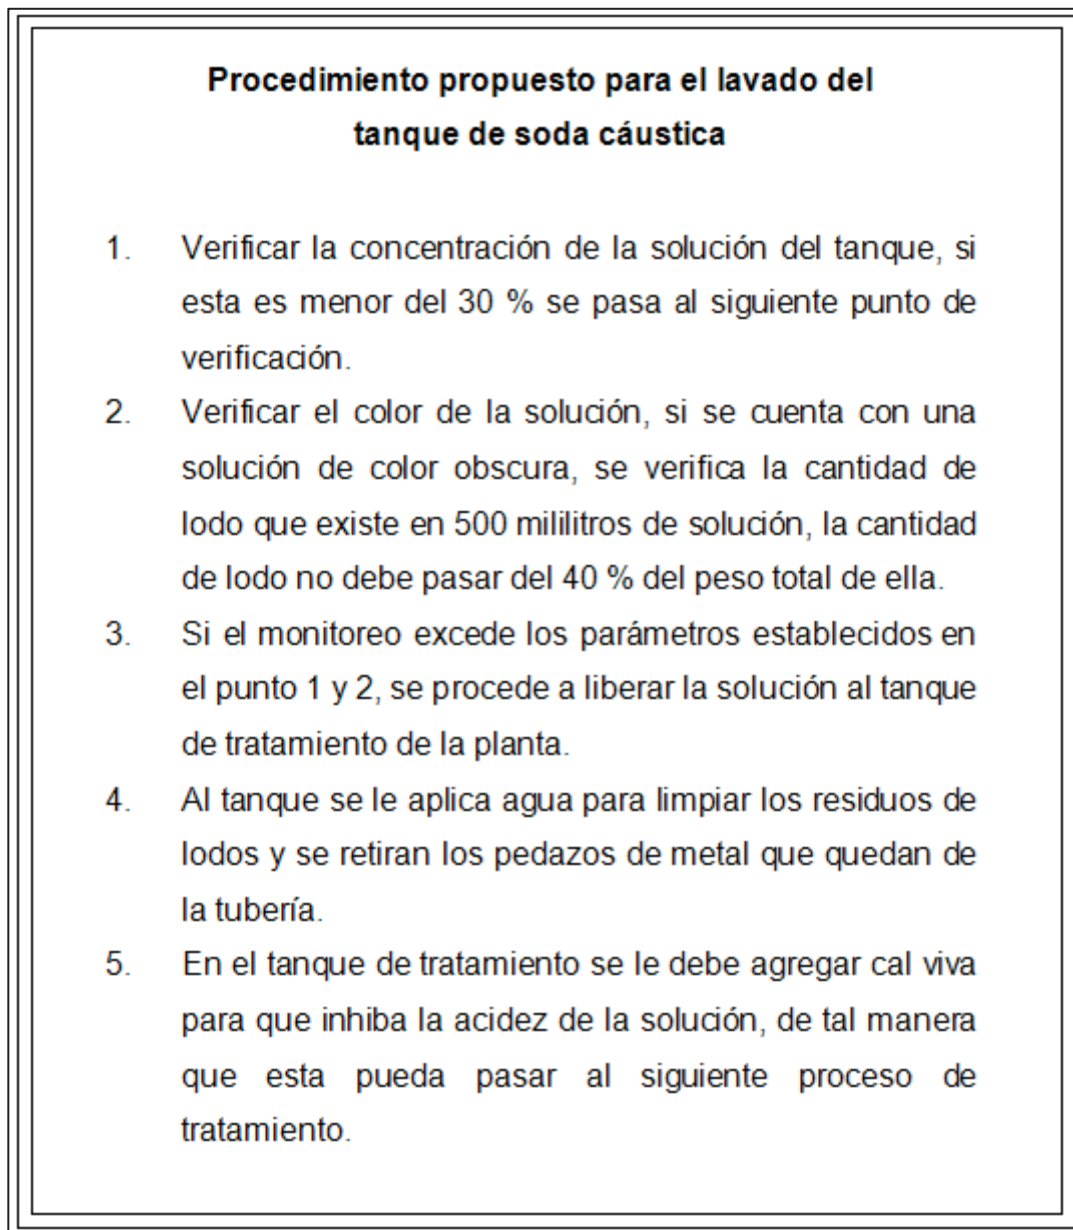 Procedimiento propuesto para el lavado del
tanque de soda cáustica
1. Verificar la concentración de la solución del tanque, si
esta es menor del 30 % se pasa al siguiente punto de
verificación.
2. Verificar el color de la solución, si se cuenta con una
solución de color obscura, se verifica la cantidad de
lodo que existe en 500 mililitros de solución, la cantidad
de lodo no debe pasar del 40 % del peso total de ella.
3. Si el monitoreo excede los parámetros establecidos en
el punto 1 y 2, se procede a liberar la solución al tanque
de tratamiento de la planta.
4. Al tanque se le aplica agua para limpiar los residuos de
lodos y se retiran los pedazos de metal que quedan de
la tubería.
5. En el tanque de tratamiento se le debe agregar cal viva
para que inhiba la acidez de la solución, de tal manera
que esta pueda pasar al siguiente proceso de
tratamiento.